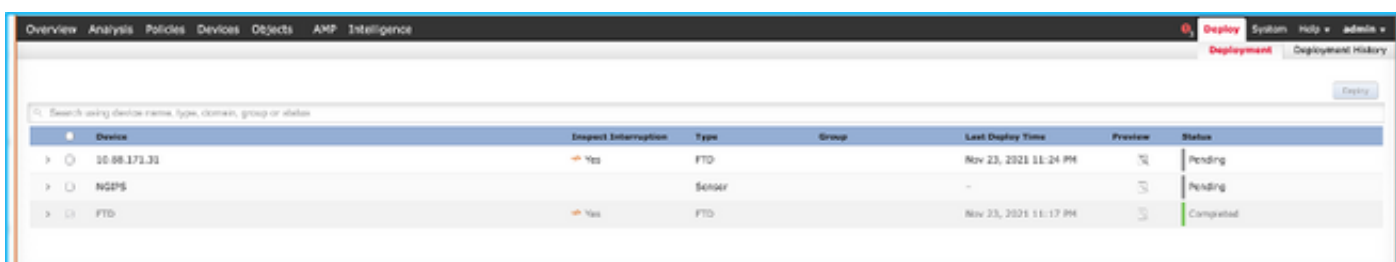 Overview Analysis Policies Devices Objects AMP Intelligence Deploy System Help admin
Deployment Deployment History
Deploy
Search using device name, type, domain, group or status
Device Inspect Interruption Type Group Last Deploy Time Preview Status
10.88.171.31 Yes FTD Nov 23, 2021 11:24 PM Pending
NGIPS Sensor - Pending
FTD Yes FTD Nov 23, 2021 11:17 PM Completed